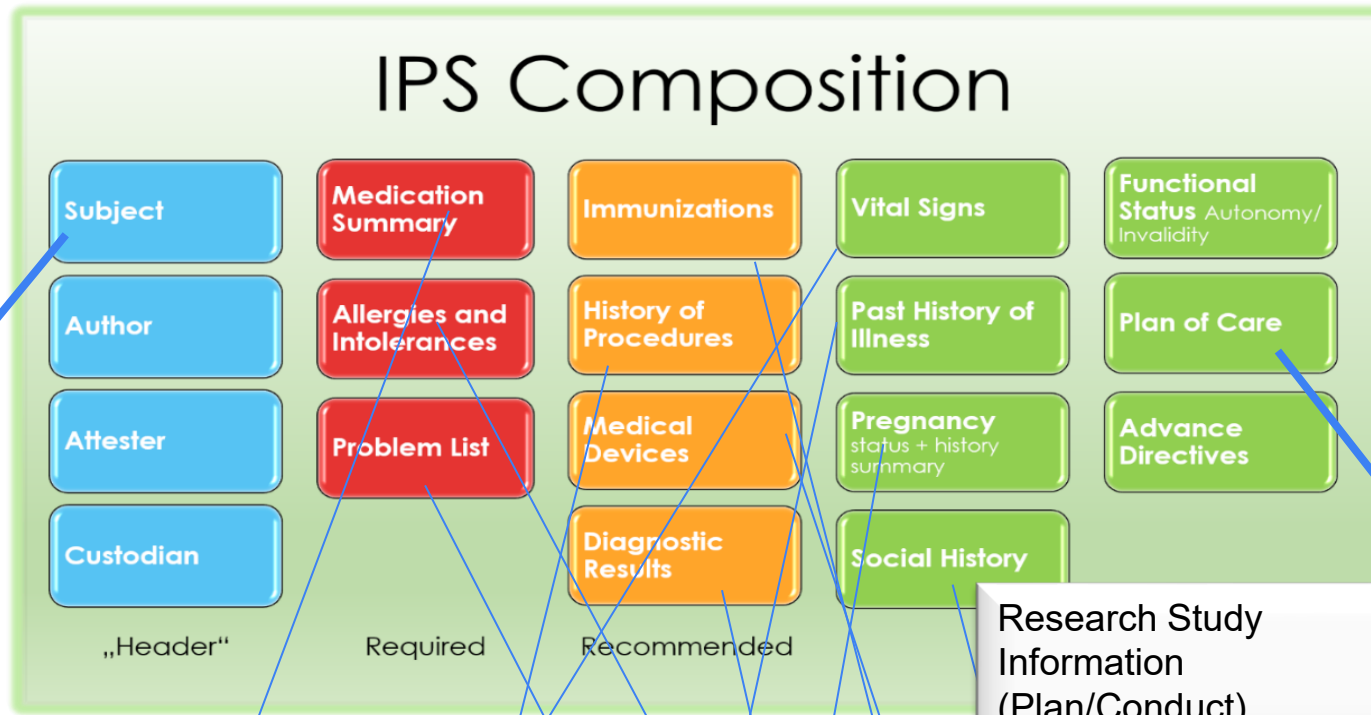 IPS Composition
Subject
Author
Attester
Custodian
„Header“
Medication
Summary
Allergies and
Intolerances
Problem List
Required
Immunizations
History of
Procedures
Medical
Devices
Diagnostic
Results
Recommended
Vital Signs
Past History of
Illness
Pregnancy
status + history
summary
Social History
Functional
Status Autonomy/
Invalidity
Plan of Care
Advance
Directives
Research Study
Information
(Plan/Conduct)